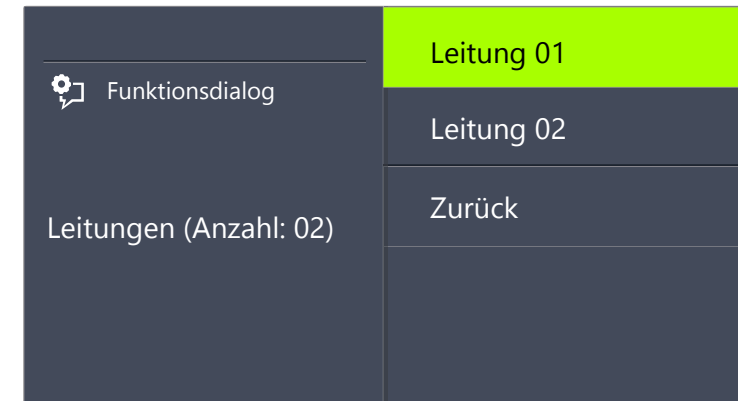 Funktionsdialog
Leitungen (Anzahl: 02)
Leitung 01
Leitung 02
Zurück